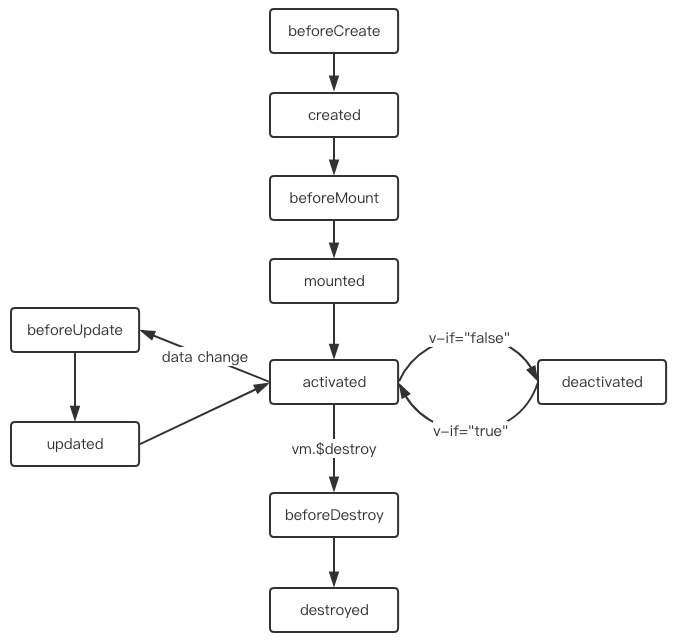 beforeCreate
created
beforeMount
mounted
beforeUpdate
data change
v-if="false"
activated
deactivated
updated
v-if="true"
vm.$destroy
beforeDestroy
destroyed